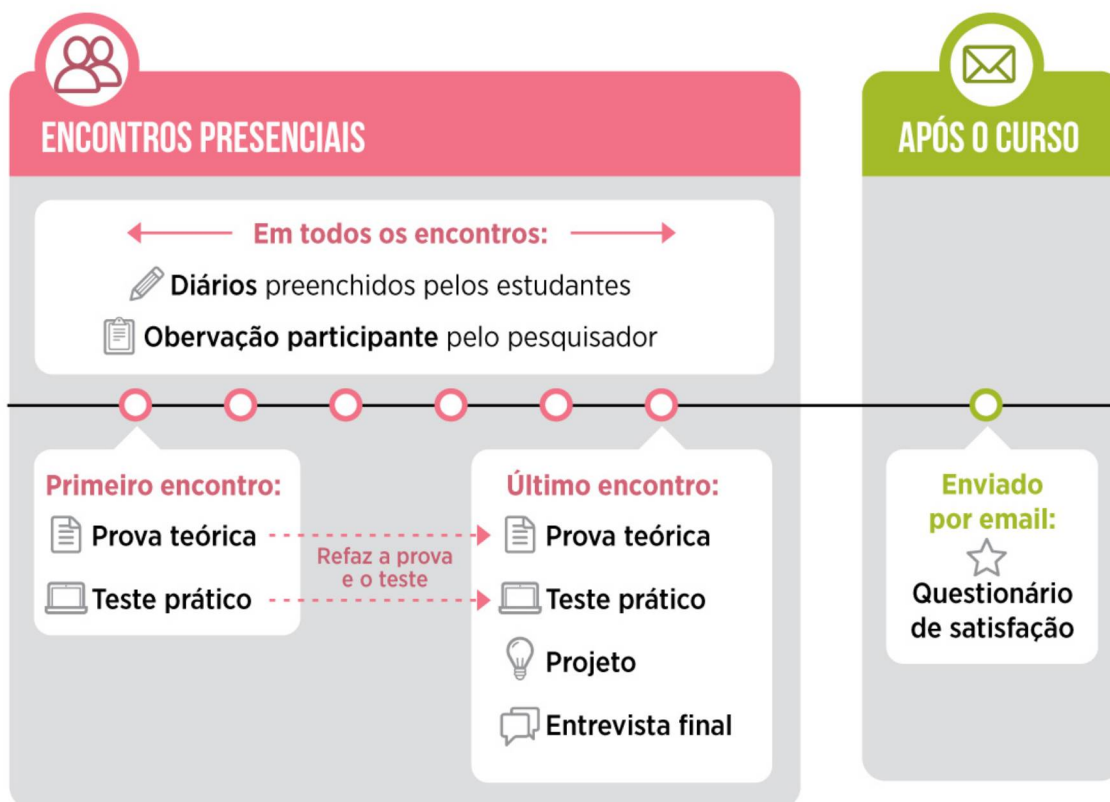 ENCONTROS PRESENCIAIS
Em todos os encontros:
Diários preenchidos pelos estudantes
Obervação participante pelo pesquisador
Primeiro encontro:
Prova teórica
Teste prático
Refaz a prova
e o teste
Último encontro:
Prova teórica
Teste prático
Projeto
Entrevista final
APÓS O CURSO
Enviado
por email:
Questionário
de satisfação